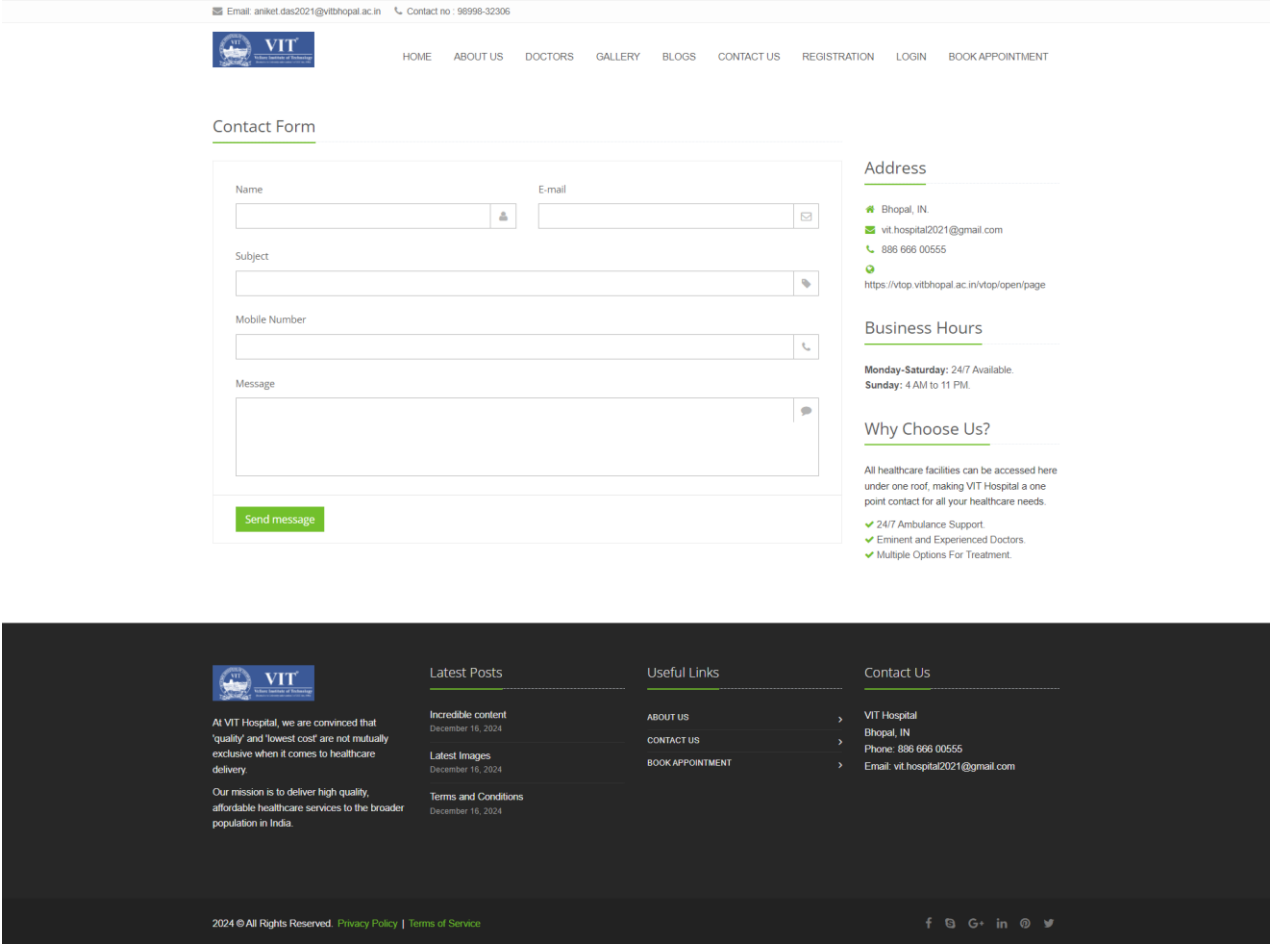 Email: aniket.das2021@vitbhopal.ac.in Contact no : 98998-32306
VIT
Vellore Institute of Technology
HOME ABOUT US DOCTORS GALLERY BLOGS CONTACT US REGISTRATION LOGIN BOOK APPOINTMENT
Contact Form
Name E-mail
Subject
Mobile Number
Message
Send message
Address
Bhopal, IN.
vit.hospital2021@gmail.com
886 666 00555
https://vtop.vitbhopal.ac.in/vtop/open/page
Business Hours
Monday-Saturday: 24/7 Available.
Sunday: 4 AM to 11 PM.
Why Choose Us?
All healthcare facilities can be accessed here
under one roof, making VIT Hospital a one
point contact for all your healthcare needs.
24/7 Ambulance Support.
Eminent and Experienced Doctors.
Multiple Options For Treatment.
VIT
Vellore Institute of Technology
At VIT Hospital, we are convinced that
'quality' and 'lowest cost' are not mutually
exclusive when it comes to healthcare
delivery.
Our mission is to deliver high quality,
affordable healthcare services to the broader
population in India.
Latest Posts
Incredible content
December 16, 2024
Latest Images
December 16, 2024
Terms and Conditions
December 16, 2024
Useful Links
ABOUT US
CONTACT US
BOOK APPOINTMENT
Contact Us
VIT Hospital
Bhopal, IN
Phone: 886 666 00555
Email: vit.hospital2021@gmail.com
2024 © All Rights Reserved. Privacy Policy | Terms of Service